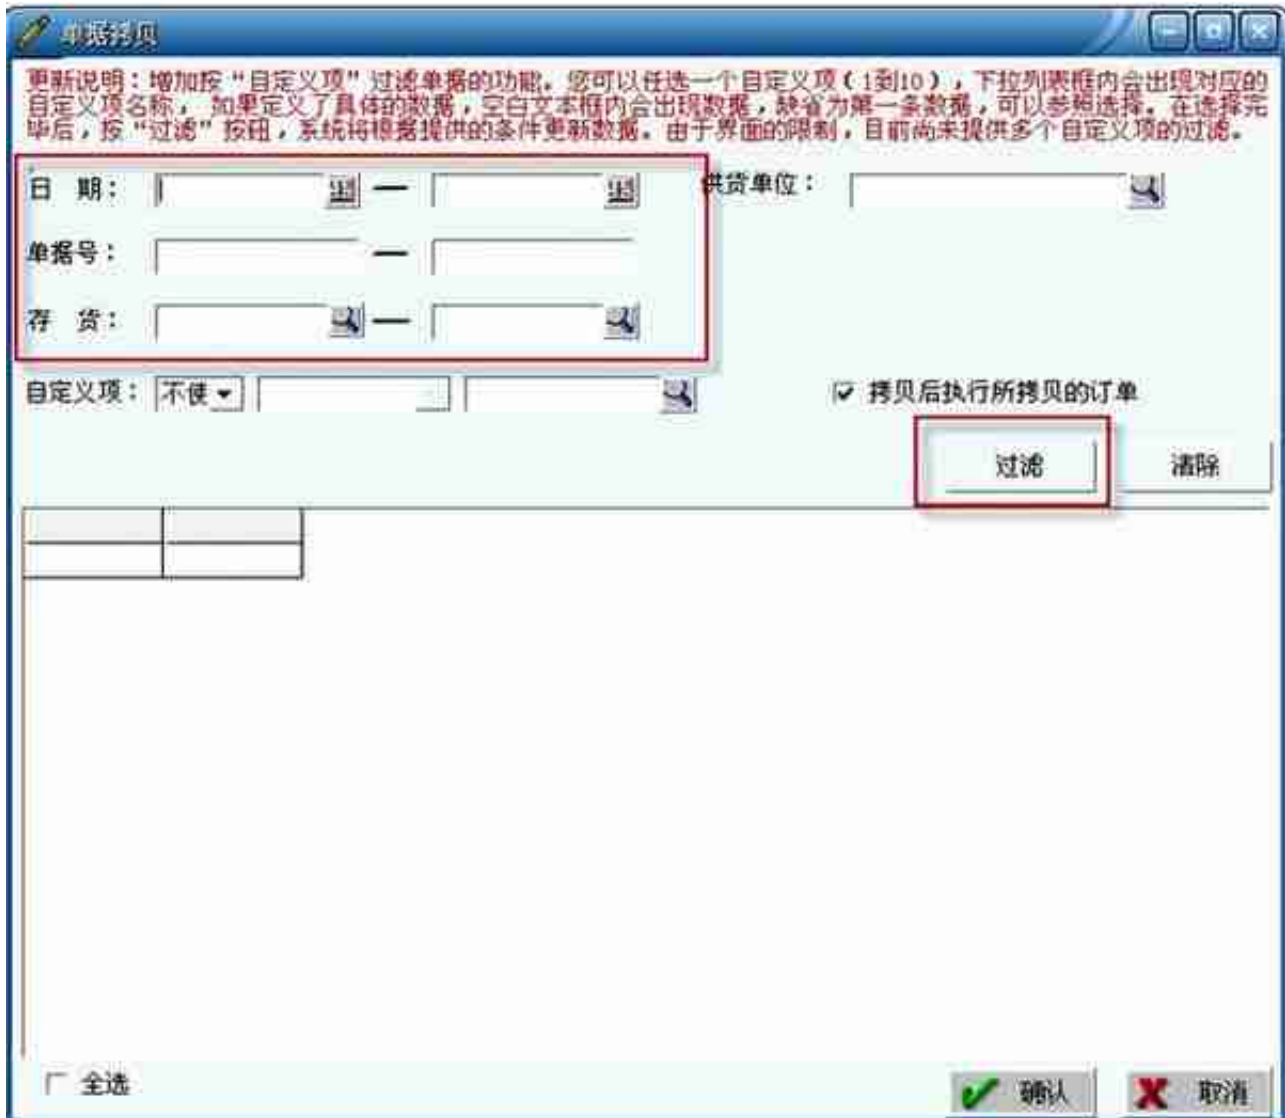 单据拷贝
更新说明：增加按“自定义项”过滤单据的功能。您可以任选一个自定义项（1到10），下拉列表框内会出现对应的
自定义项名称，如果定义了具体的数据，空白文本框内会出现数据，缺省为第一条数据，可以参照选择。在选择完
毕后，按“过滤”按钮，系统将根据提供的条件更新数据。由于界面的限制，目前尚未提供多个自定义项的过滤。
日 期： — 供货单位：
单据号： —
存 货： —
自定义项： 不使 拷贝后执行所拷贝的订单
过滤 清除
全选 确认 取消